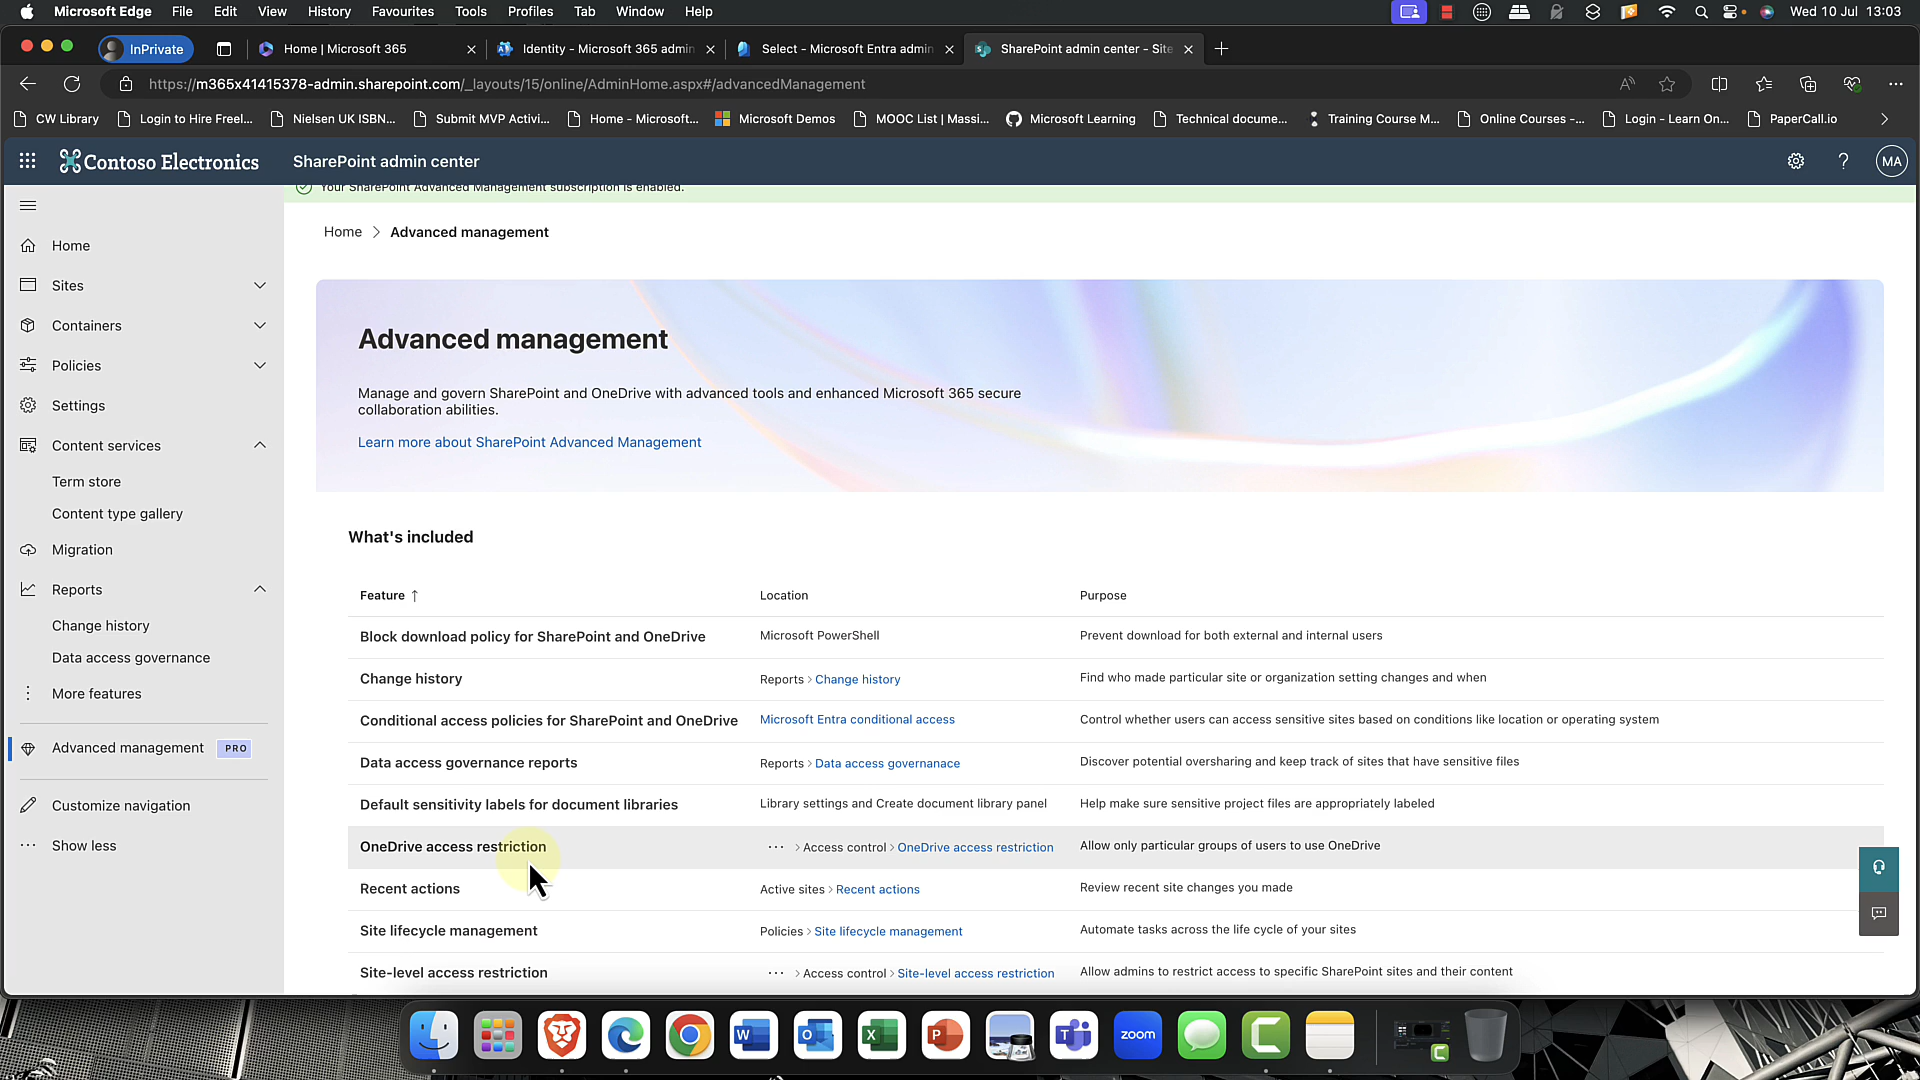 Microsoft Edge File Edit View History Favourites Tools Profiles Tab Window Help Wed 10 Jul 13:03
InPrivate Home | Microsoft 365 Identity - Microsoft 365 admin Select - Microsoft Entra admin SharePoint admin center - Site
https://m365x41415378-admin.sharepoint.com/_layouts/15/online/AdminHome.aspx#/advancedManagement
CW Library Login to Hire Freel... Nielsen UK ISBN... Submit MVP Activi... Home - Microsoft... Microsoft Demos MOOC List | Massi... Microsoft Learning Technical docume... Training Course M... Online Courses -... Login - Learn On... PaperCall.io
Contoso Electronics SharePoint admin center ? MA
Your SharePoint Advanced Management subscription is enabled.
Home > Advanced management
Home
Sites
Containers
Policies
Settings
Content services
Term store
Content type gallery
Migration
Reports
Change history
Data access governance
More features
Advanced management PRO
Customize navigation
Show less
Advanced management
Manage and govern SharePoint and OneDrive with advanced tools and enhanced Microsoft 365 secure
collaboration abilities.
Learn more about SharePoint Advanced Management
What's included
Feature ↑ Location Purpose
Block download policy for SharePoint and OneDrive Microsoft PowerShell Prevent download for both external and internal users
Change history Reports > Change history Find who made particular site or organization setting changes and when
Conditional access policies for SharePoint and OneDrive Microsoft Entra conditional access Control whether users can access sensitive sites based on conditions like location or operating system
Data access governance reports Reports > Data access governanace Discover potential oversharing and keep track of sites that have sensitive files
Default sensitivity labels for document libraries Library settings and Create document library panel Help make sure sensitive project files are appropriately labeled
OneDrive access restriction ... > Access control > OneDrive access restriction Allow only particular groups of users to use OneDrive
Recent actions Active sites > Recent actions Review recent site changes you made
Site lifecycle management Policies > Site lifecycle management Automate tasks across the life cycle of your sites
Site-level access restriction ... > Access control > Site-level access restriction Allow admins to restrict access to specific SharePoint sites and their content
W O X P T zoom C